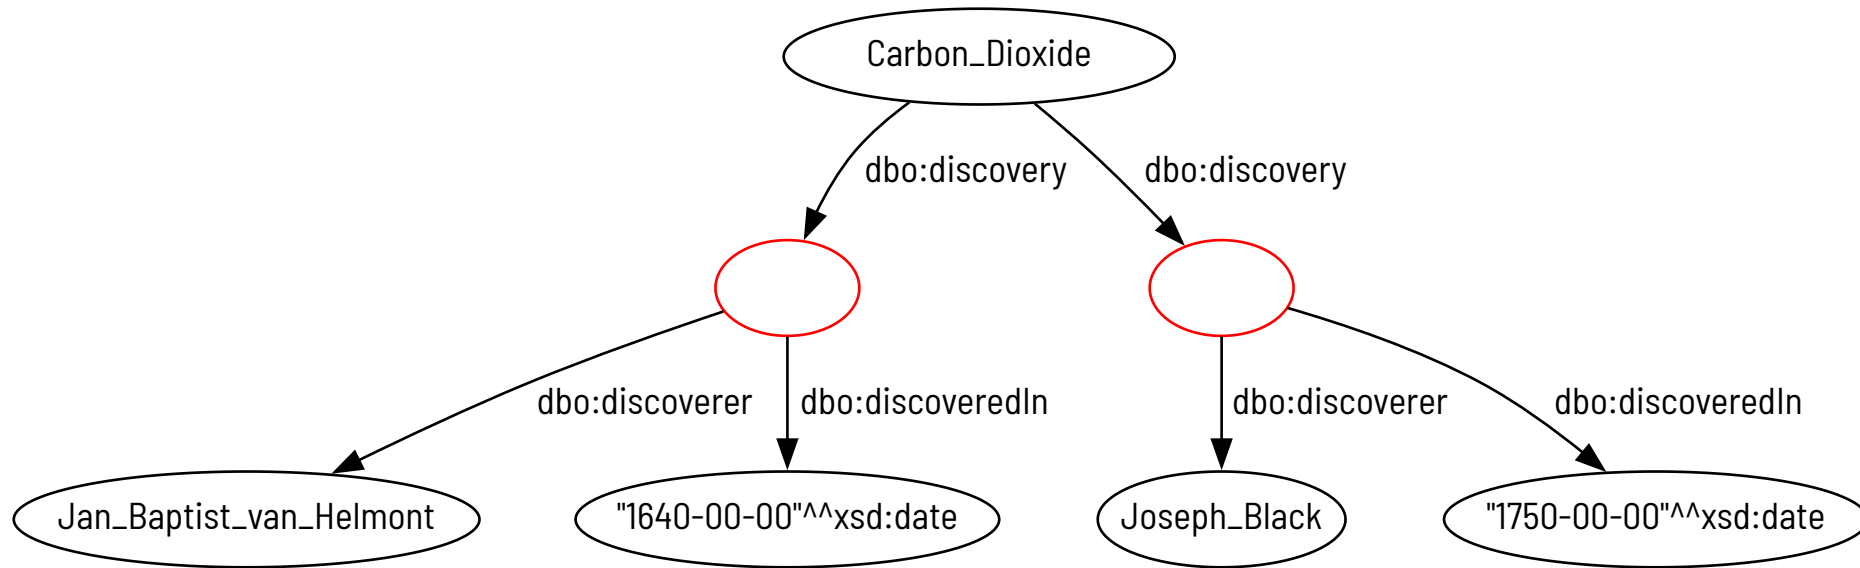 Carbon_Dioxide
dbo:discovery
dbo:discovery
dbo:discoverer
dbo:discoveredIn
dbo:discoverer
dbo:discoveredIn
Jan_Baptist_van_Helmont
"1640-00-00"^^xsd:date
Joseph_Black
"1750-00-00"^^xsd:date